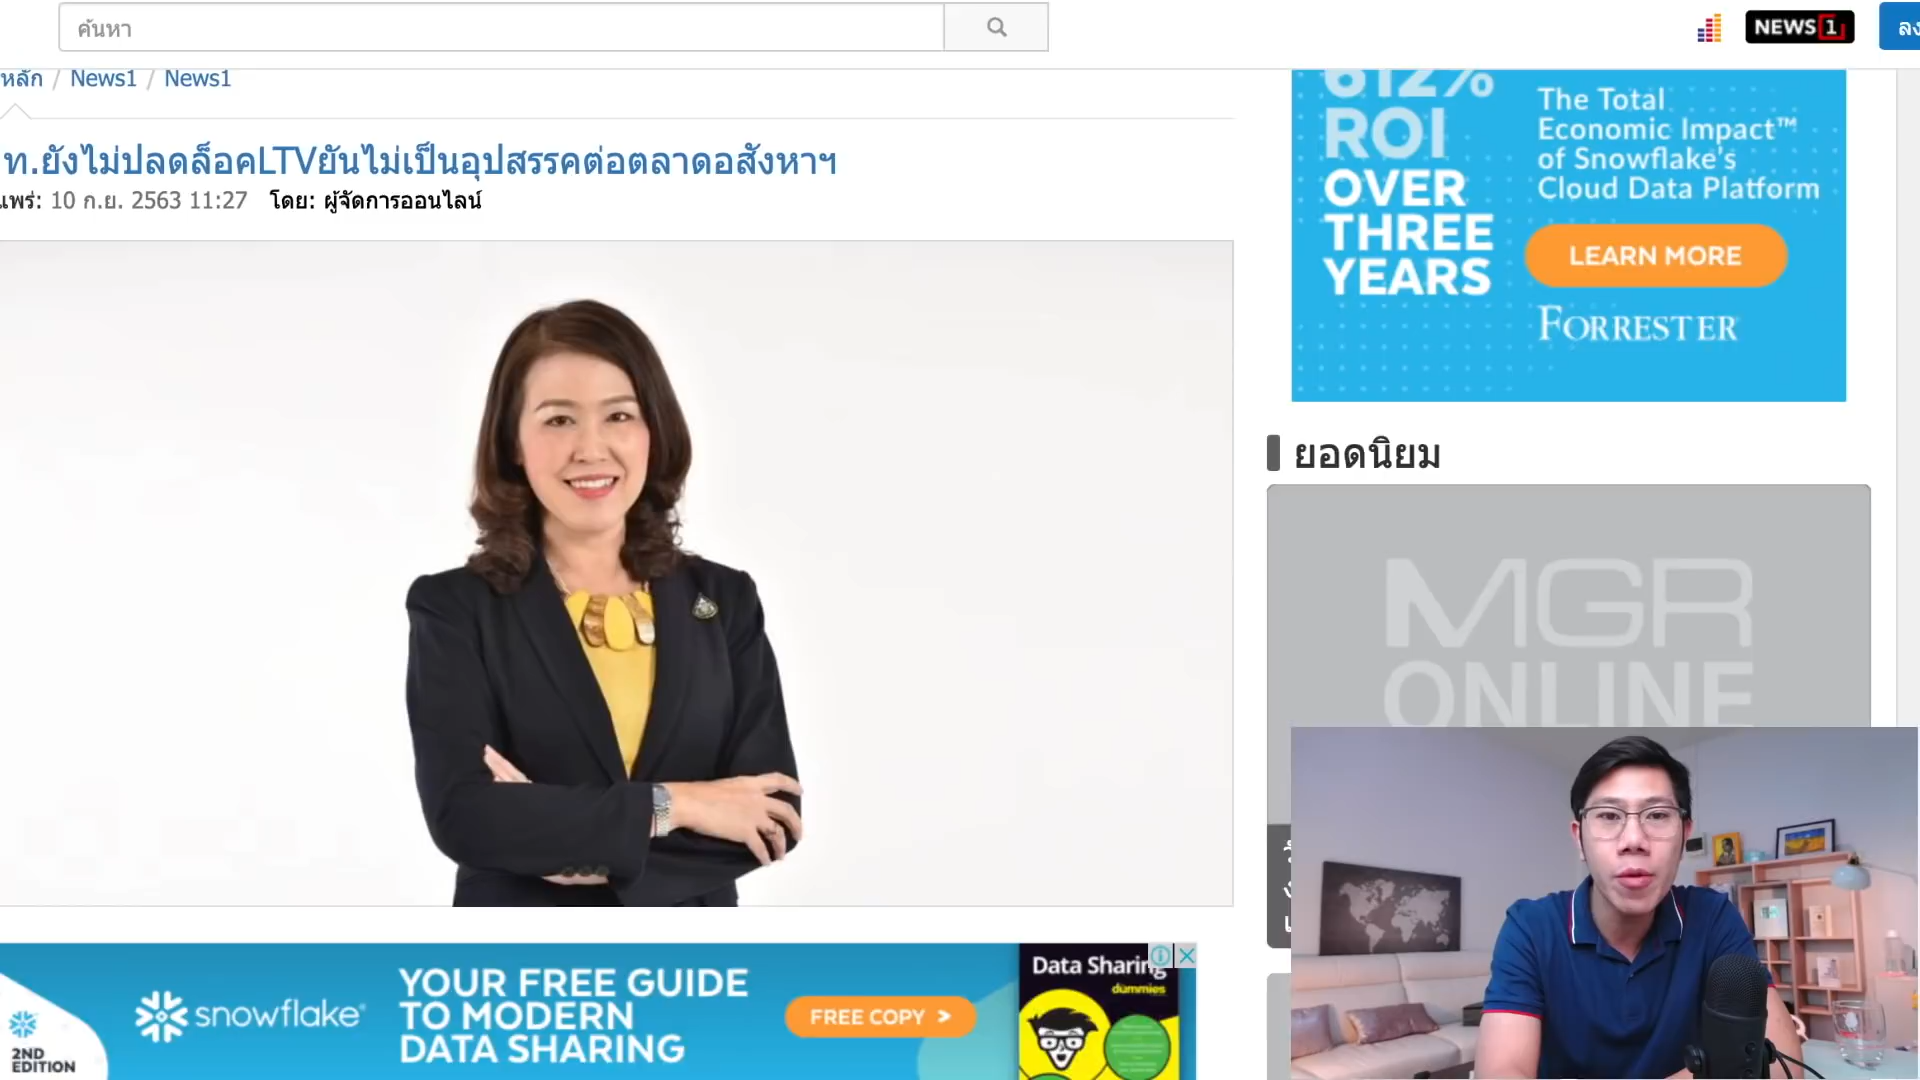 ค้นหา
NEWS1
ลง
หลัก / News1 / News1
ท.ยังไม่ปลดล็อคLTVยันไม่เป็นอุปสรรคต่อตลาดอสังหาฯ
แพร่: 10 ก.ย. 2563 11:27 โดย: ผู้จัดการออนไลน์
612%
ROI
OVER
THREE
YEARS
The Total
Economic Impact™
of Snowflake's
Cloud Data Platform
LEARN MORE
FORRESTER
ยอดนิยม
MGR
ONLINE
2ND
EDITION
snowflake®
YOUR FREE GUIDE
TO MODERN
DATA SHARING
FREE COPY >
Data Sharing
dummies